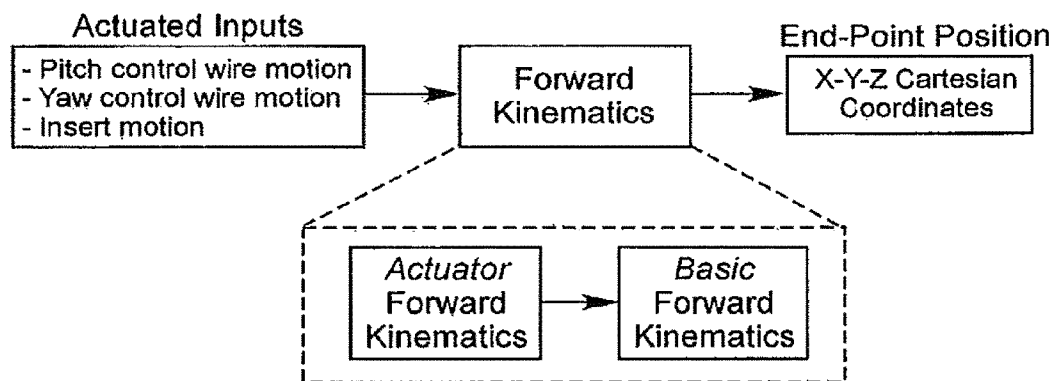 Actuated Inputs
- Pitch control wire motion
- Yaw control wire motion
- Insert motion
Forward
Kinematics
End-Point Position
X-Y-Z Cartesian
Coordinates
Actuator
Forward
Kinematics
Basic
Forward
Kinematics